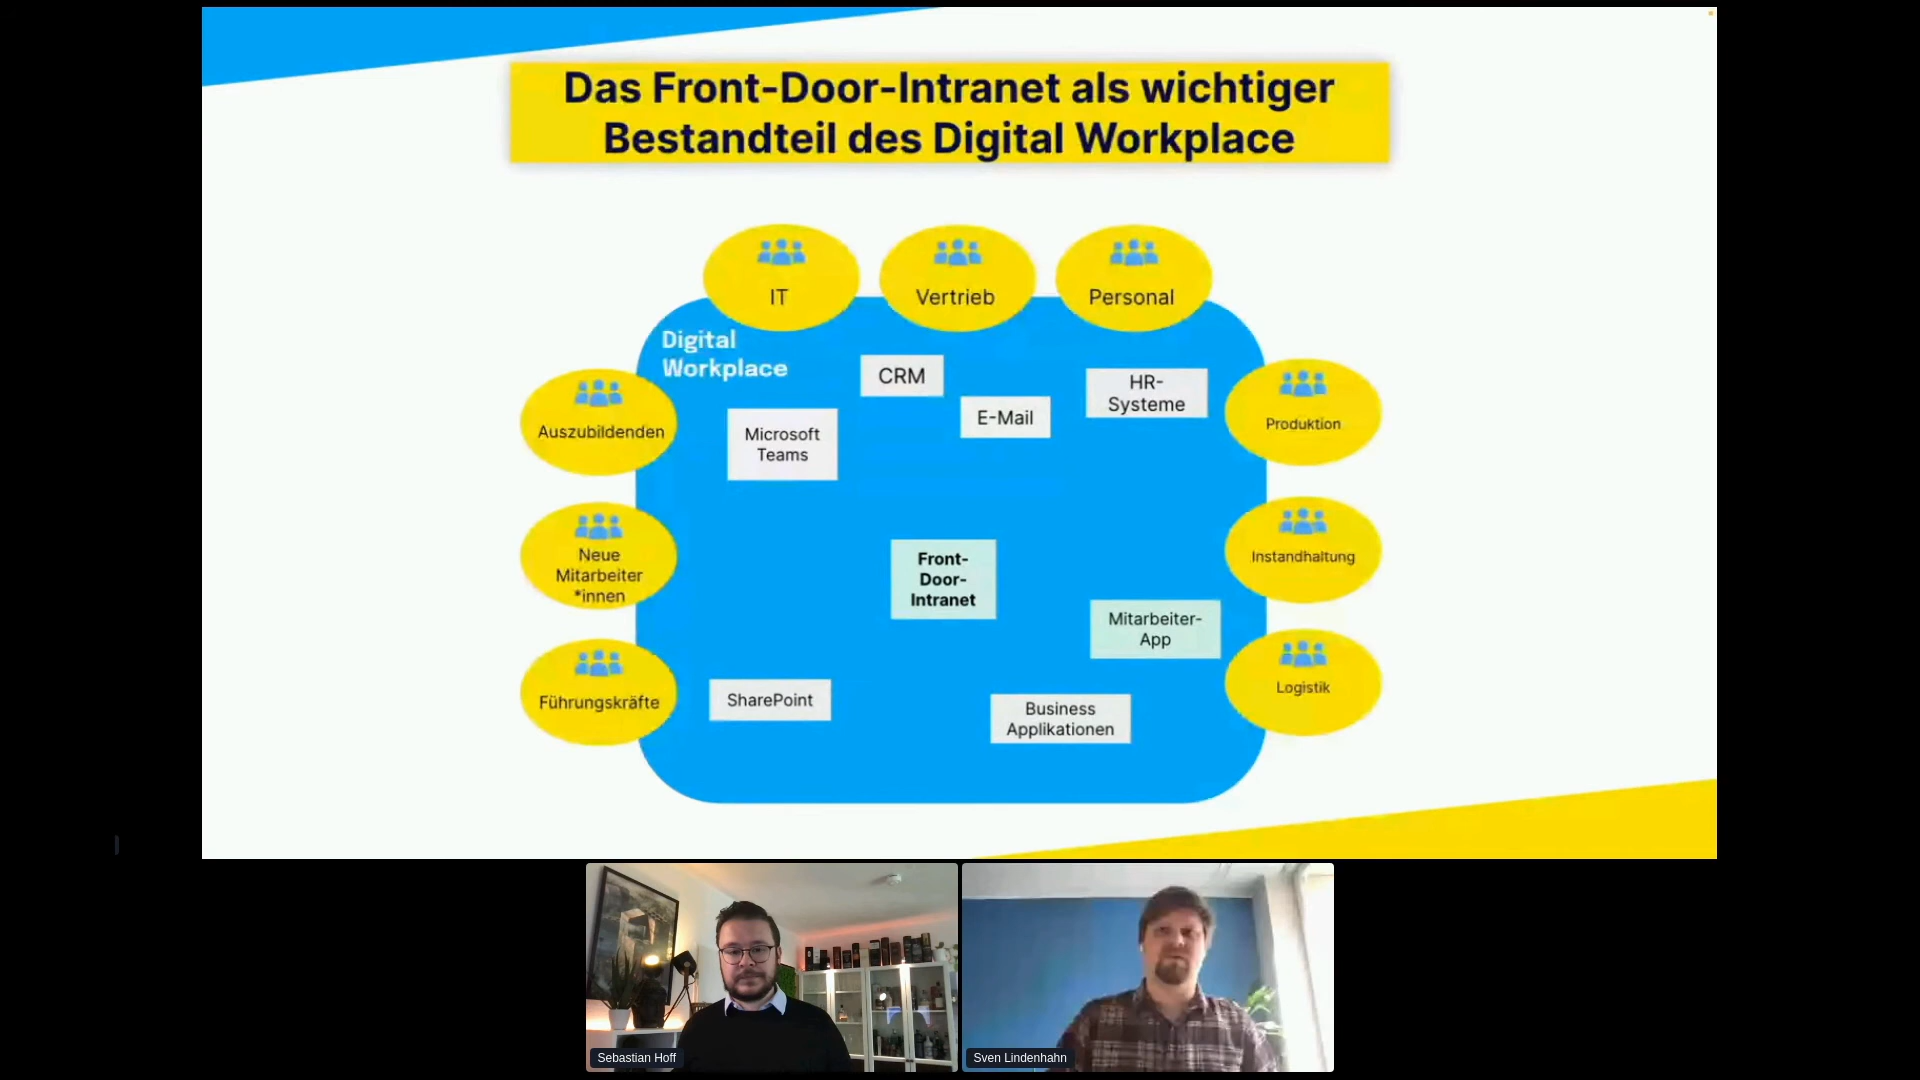 Das Front-Door-Intranet als wichtiger
Bestandteil des Digital Workplace
IT
Vertrieb
Personal
Digital
Workplace
CRM
E-Mail
HR-
Systeme
Microsoft
Teams
Auszubildenden
Produktion
Neue
Mitarbeiter
*innen
Front-
Door-
Intranet
Instandhaltung
Mitarbeiter-
App
Führungskräfte
SharePoint
Business
Applikationen
Logistik
Sebastian Hoff
Sven Lindenhahn